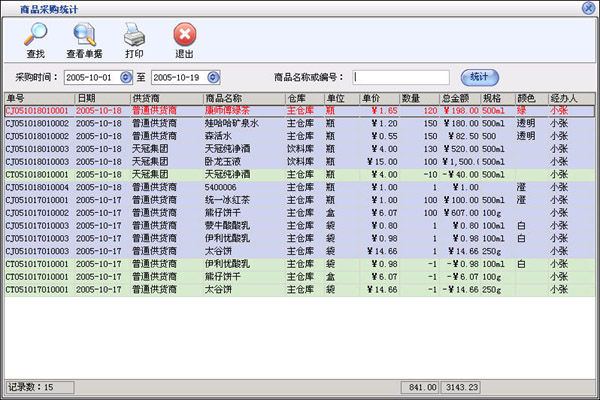 商品采购统计
查找 查看单据 打印 退出
采购时间： 2005-10-01 至 2005-10-19 商品名称或编号： 统计
单号 日期 供货商 商品名称 仓库 单位 单价 数量 总金额 规格 颜色 经办人
CJ051018010001 2005-10-18 普通供货商 康师傅绿茶 主仓库 瓶 ￥1.65 120 ￥198.00 500ml 绿 小张
CJ051018010002 2005-10-18 普通供货商 娃哈哈矿泉水 主仓库 瓶 ￥1.20 150 ￥180.00 500ml 透明 小张
CJ051018010002 2005-10-18 普通供货商 森活水 主仓库 瓶 ￥0.55 150 ￥82.50 500 透明 小张
CJ051018010003 2005-10-18 天冠集团 天冠纯净酒 饮料库 瓶 ￥4.00 130 ￥520.00 500ml 小张
CJ051018010003 2005-10-18 天冠集团 卧龙玉液 饮料库 瓶 ￥15.00 100 ￥1,500.0 500ml 小张
CT051018010001 2005-10-18 天冠集团 天冠纯净酒 主仓库 瓶 ￥4.00 -10 -￥40.00 500ml 小张
CJ051018010004 2005-10-18 普通供货商 5400006 主仓库 瓶 ￥1.00 1 ￥1.00 澄 小张
CJ051017010001 2005-10-17 普通供货商 统一冰红茶 主仓库 瓶 ￥1.00 100 ￥100.00 500ml 澄 小张
CJ051017010002 2005-10-17 普通供货商 熊仔饼干 主仓库 盒 ￥6.07 100 ￥607.00 100g 小张
CJ051017010003 2005-10-17 普通供货商 蒙牛酸酸乳 主仓库 袋 ￥0.80 1 ￥0.80 100ml 白 小张
CJ051017010003 2005-10-17 普通供货商 伊利优酸乳 主仓库 袋 ￥0.98 1 ￥0.98 100ml 白 小张
CJ051017010003 2005-10-17 普通供货商 太谷饼 主仓库 袋 ￥14.66 1 ￥14.66 250g 小张
CT051017010001 2005-10-17 普通供货商 伊利优酸乳 主仓库 袋 ￥0.98 -1 -￥0.98 100ml 白 小张
CT051017010001 2005-10-17 普通供货商 熊仔饼干 主仓库 盒 ￥6.07 -1 -￥6.07 100g 小张
CT051017010001 2005-10-17 普通供货商 太谷饼 主仓库 袋 ￥14.66 -1 -￥14.66 250g 小张
记录数：15 841.00 3143.23